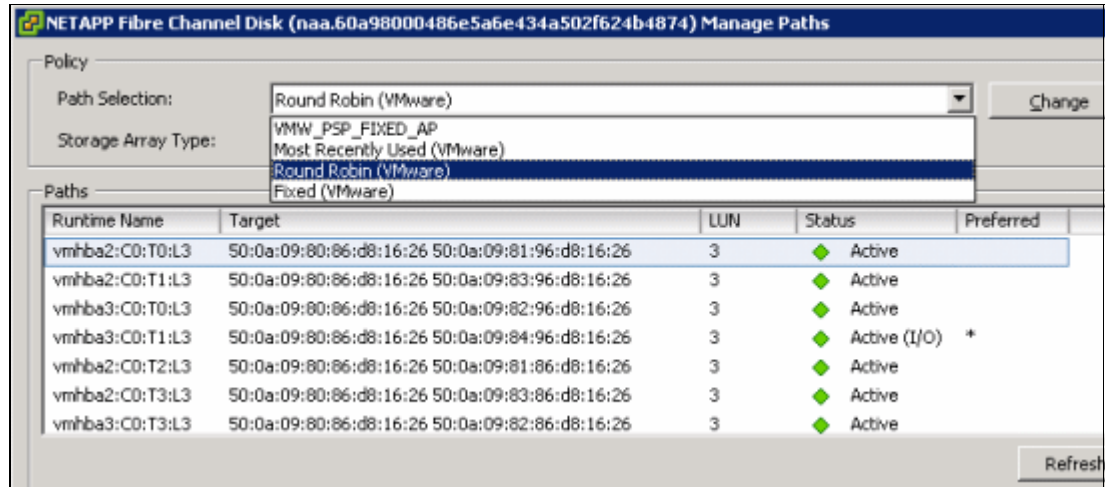 NETAPP Fibre Channel Disk (naa.60a98000486e5a6e434a502f624b4874) Manage Paths
Policy
Path Selection: Round Robin (VMware) Change
VMW_PSP_FIXED_AP
Storage Array Type: Most Recently Used (VMware)
Round Robin (VMware)
Fixed (VMware)
Paths
Runtime Name Target LUN Status Preferred
vmhba2:C0:T0:L3 50:0a:09:80:86:d8:16:26 50:0a:09:81:96:d8:16:26 3 Active
vmhba2:C0:T1:L3 50:0a:09:80:86:d8:16:26 50:0a:09:83:96:d8:16:26 3 Active
vmhba3:C0:T0:L3 50:0a:09:80:86:d8:16:26 50:0a:09:82:96:d8:16:26 3 Active
vmhba3:C0:T1:L3 50:0a:09:80:86:d8:16:26 50:0a:09:84:96:d8:16:26 3 Active (I/O) *
vmhba2:C0:T2:L3 50:0a:09:80:86:d8:16:26 50:0a:09:81:86:d8:16:26 3 Active
vmhba2:C0:T3:L3 50:0a:09:80:86:d8:16:26 50:0a:09:83:86:d8:16:26 3 Active
vmhba3:C0:T3:L3 50:0a:09:80:86:d8:16:26 50:0a:09:82:86:d8:16:26 3 Active
Refresh